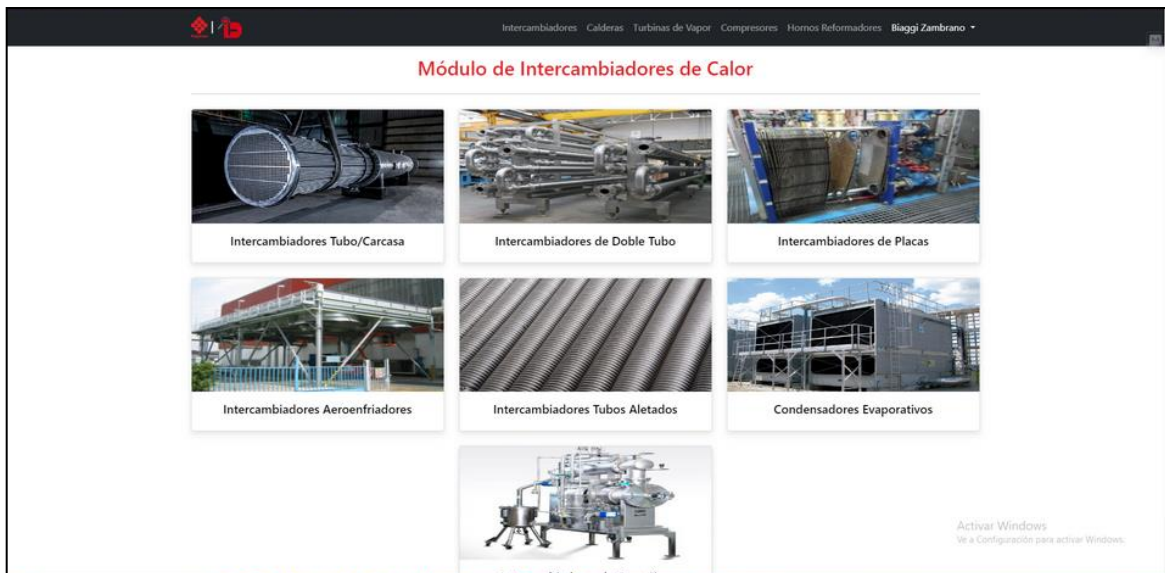 Intercambiadores Calderas Turbinas de Vapor Compresores Hornos Reformadores Biaggi Zambrano
Módulo de Intercambiadores de Calor
Intercambiadores Tubo/Carcasa
Intercambiadores de Doble Tubo
Intercambiadores de Placas
Intercambiadores Aeroenfriadores
Intercambiadores Tubos Aletados
Condensadores Evaporativos
Activar Windows
Ve a Configuración para activar Windows.